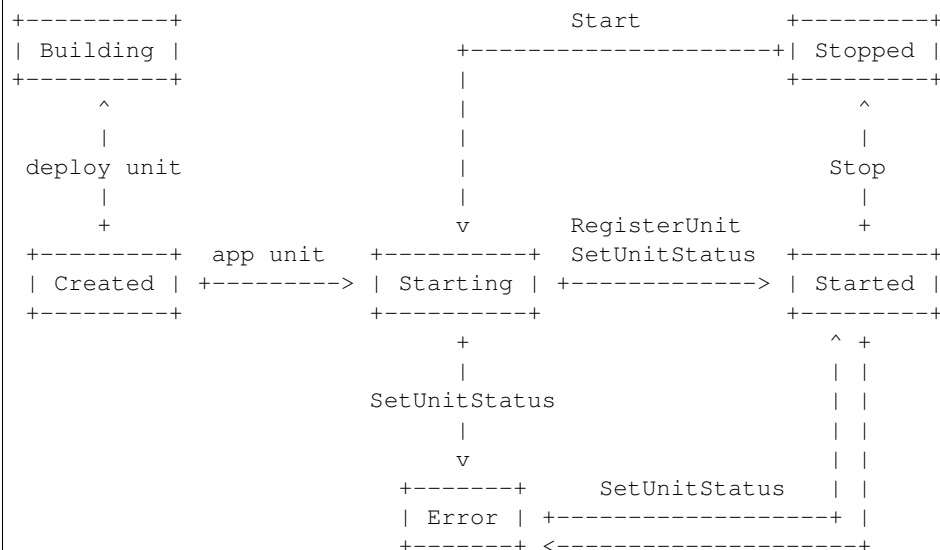 Start
Building
Stopped
deploy unit
Stop
RegisterUnit
app unit
SetUnitStatus
Created
Starting
Started
SetUnitStatus
SetUnitStatus
Error